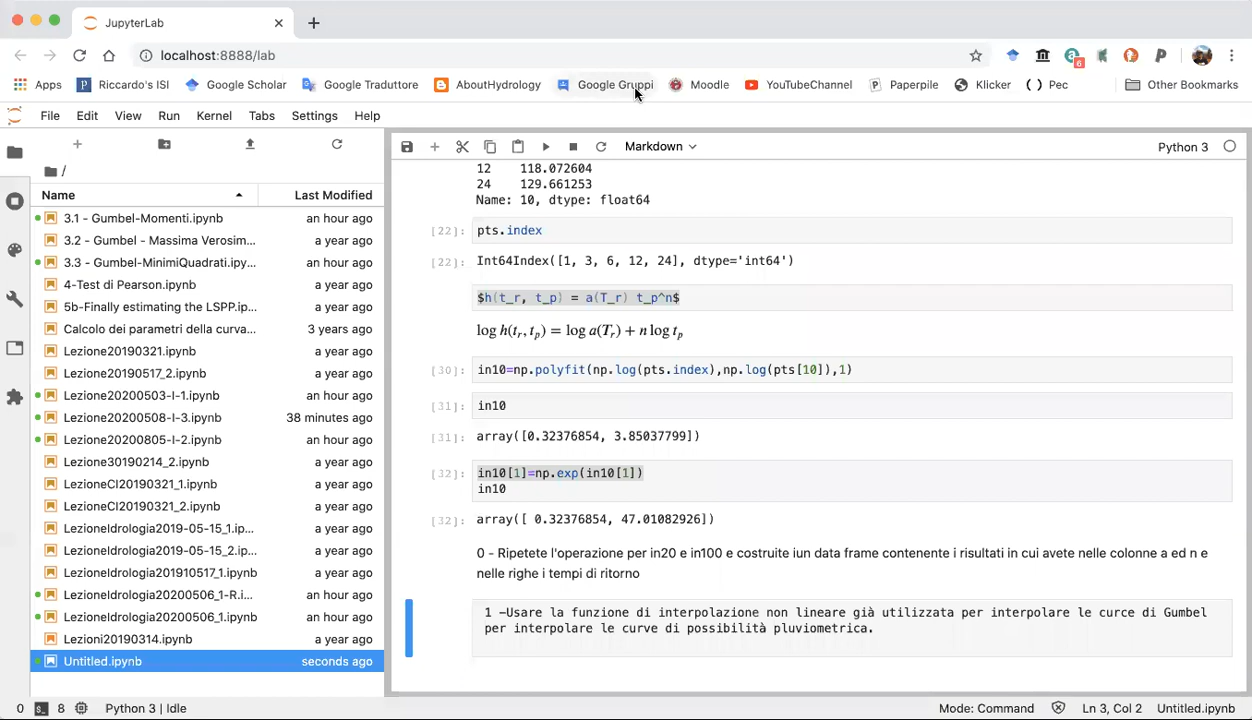 JupyterLab
localhost:8888/lab
6
Apps Riccardo's ISI Google Scholar Google Traduttore AboutHydrology Google Gruppi Moodle YouTubeChannel Paperpile Klicker Pec Other Bookmarks
File Edit View Run Kernel Tabs Settings Help
Markdown Python 3
/
Name Last Modified
3.1 - Gumbel-Momenti.ipynb an hour ago
3.2 - Gumbel - Massima Verosim... a year ago
3.3 - Gumbel-MinimiQuadrati.ipy... an hour ago
4-Test di Pearson.ipynb a year ago
5b-Finally estimating the LSPP.ip... a year ago
Calcolo dei parametri della curva... 3 years ago
Lezione20190321.ipynb a year ago
Lezione20190517_2.ipynb a year ago
Lezione20200503-I-1.ipynb an hour ago
Lezione20200508-I-3.ipynb 38 minutes ago
Lezione20200805-I-2.ipynb an hour ago
Lezione30190214_2.ipynb a year ago
LezioneCI20190321_1.ipynb a year ago
LezioneCI20190321_2.ipynb a year ago
LezioneIdrologia2019-05-15_1.ip... a year ago
LezioneIdrologia2019-05-15_2.ip... a year ago
LezioneIdrologia201910517_1.ipynb a year ago
LezioneIdrologia20200506_1-R.i... an hour ago
LezioneIdrologia20200506_1.ipynb an hour ago
Lezioni20190314.ipynb a year ago
Untitled.ipynb seconds ago
12 118.072604
24 129.661253
Name: 10, dtype: float64
[22]: pts.index
[22]: Int64Index([1, 3, 6, 12, 24], dtype='int64')
$h(t_r, t_p) = a(T_r) t_p^n$
log h(tᵣ, tₚ) = log a(Tᵣ) + n log tₚ
[30]: in10=np.polyfit(np.log(pts.index),np.log(pts[10]),1)
[31]: in10
[31]: array([0.32376854, 3.85037799])
[32]: in10[1]=np.exp(in10[1])
in10
[32]: array([ 0.32376854, 47.01082926])
0 - Ripetete l'operazione per in20 e in100 e costruite iun data frame contenente i risultati in cui avete nelle colonne a ed n e
nelle righe i tempi di ritorno
1 -Usare la funzione di interpolazione non lineare già utilizzata per interpolare le curce di Gumbel
per interpolare le curve di possibilità pluviometrica.
0 8 Python 3 | Idle Mode: Command Ln 3, Col 2 Untitled.ipynb